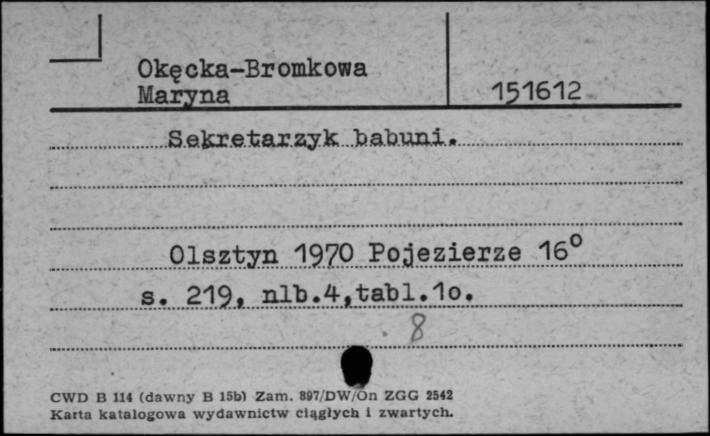 Okęcka-Bromkowa
Maryna 151612
Sekretarzyk babuni.
Olsztyn 1970 Pojezierze 16°
s. 219, nlb.4,tabl.1o.
8
CWD B 114 (dawny B 15b) Zam. 897/DW/On ZGG 2542
Karta katalogowa wydawnictw ciągłych i zwartych.